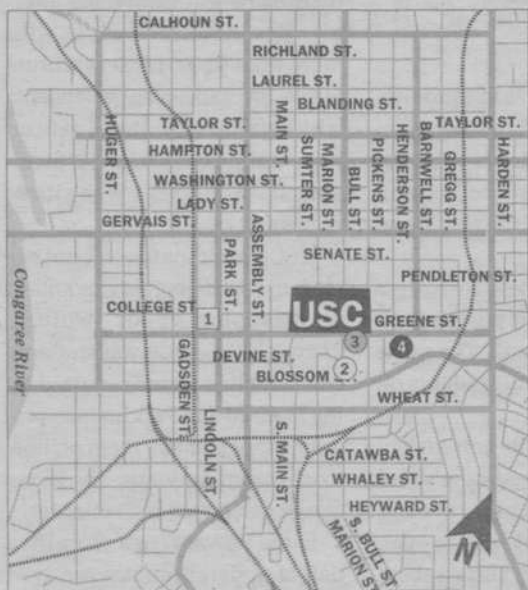 CALHOUN ST.
RICHLAND ST.
LAUREL ST.
BLANDING ST.
TAYLOR ST.
TAYLOR ST.
HAMPTON ST.
WASHINGTON ST.
LADY ST.
GERVAIS ST.
HUGER ST.
MAIN ST.
SUMTER ST.
MARION ST.
BULL ST.
PICKENS ST.
HENDERSON ST.
BARNWELL ST.
GREGG ST.
HARDEN ST.
PARK ST.
ASSEMBLY ST.
SENATE ST.
PENDLETON ST.
Congaree River
COLLEGE ST.
1
USC
GREENE ST.
3
4
GADSDEN ST.
DEVINE ST.
2
BLOSSOM
WHEAT ST.
LINCOLN ST.
S. MAIN ST.
CATAWBA ST.
WHALEY ST.
HEYWARD ST.
S. BULL ST
MARION ST.
N